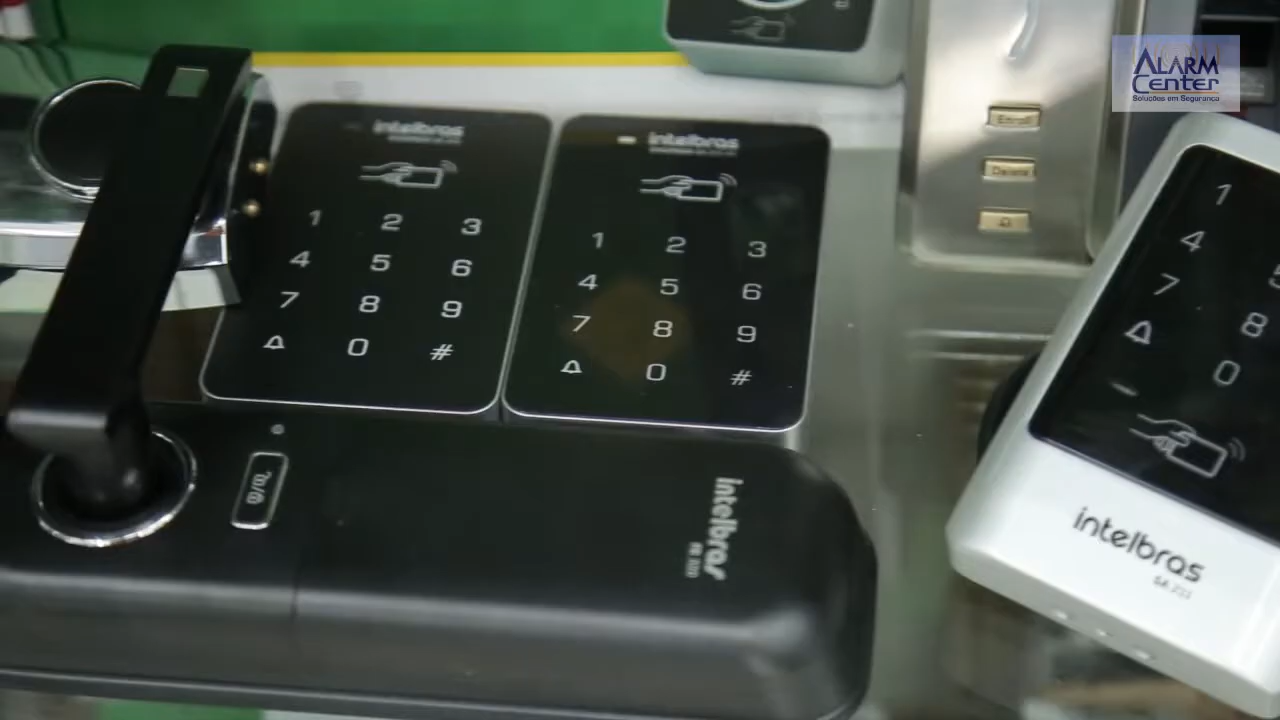 ALARM
Center
Soluções em Segurança
intelbras
1 2 3
4 5 6
7 8 9
0 #
intelbras
1 2 3
4 5 6
7 8 9
0 #
Enroll
Delete
1
4
7 8
0
intelbras
intelbras